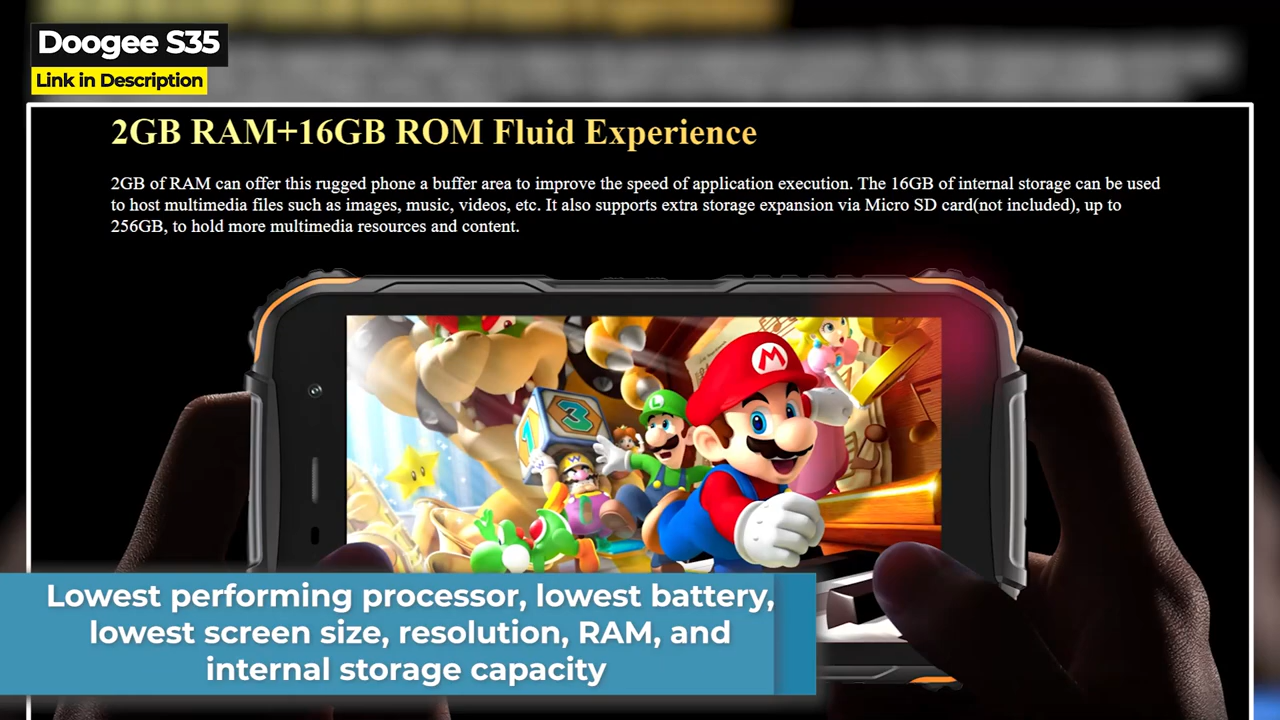 Doogee S35
Link in Description
2GB RAM+16GB ROM Fluid Experience
2GB of RAM can offer this rugged phone a buffer area to improve the speed of application execution. The 16GB of internal storage can be used
to host multimedia files such as images, music, videos, etc. It also supports extra storage expansion via Micro SD card(not included), up to
256GB, to hold more multimedia resources and content.
M
L
3
1
W
Lowest performing processor, lowest battery,
lowest screen size, resolution, RAM, and
internal storage capacity